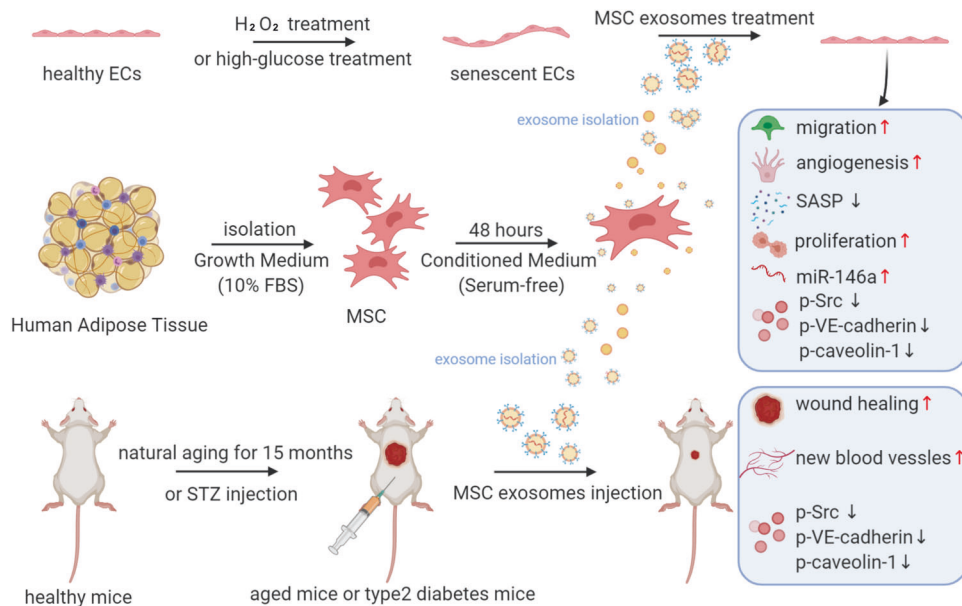 H₂O₂ treatment
or high-glucose treatment
MSC exosomes treatment
healthy ECs
senescent ECs
exosome isolation
migration↑
angiogenesis↑
SASP ↓
proliferation↑
miR-146a↑
p-Src ↓
p-VE-cadherin↓
p-caveolin-1↓
isolation
Growth Medium
(10% FBS)
48 hours
Conditioned Medium
(Serum-free)
Human Adipose Tissue
MSC
exosome isolation
wound healing↑
new blood vessles↑
p-Src ↓
p-VE-cadherin↓
p-caveolin-1↓
natural aging for 15 months
or STZ injection
MSC exosomes injection
healthy mice
aged mice or type2 diabetes mice